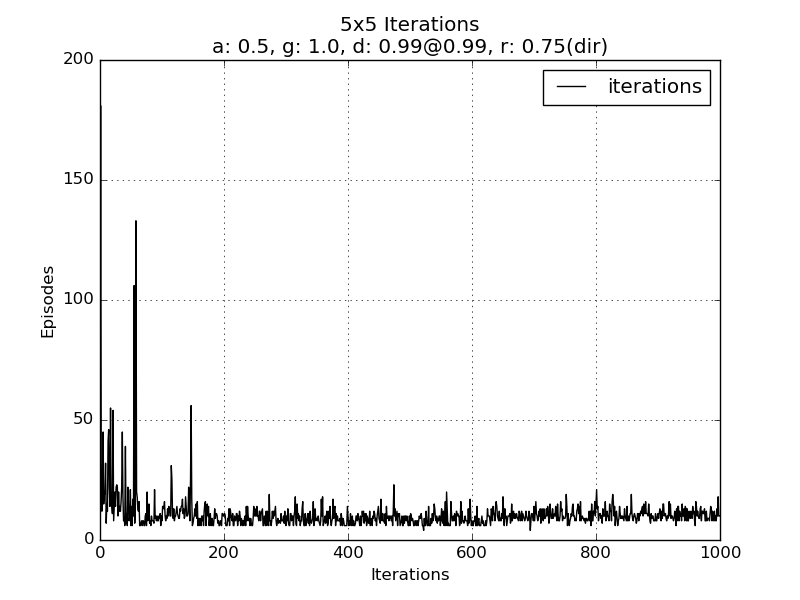 5x5 Iterations
a: 0.5, g: 1.0, d: 0.99@0.99, r: 0.75(dir)
200
iterations
150
Episodes
100
50
0
0 200 400 600 800 1000
Iterations